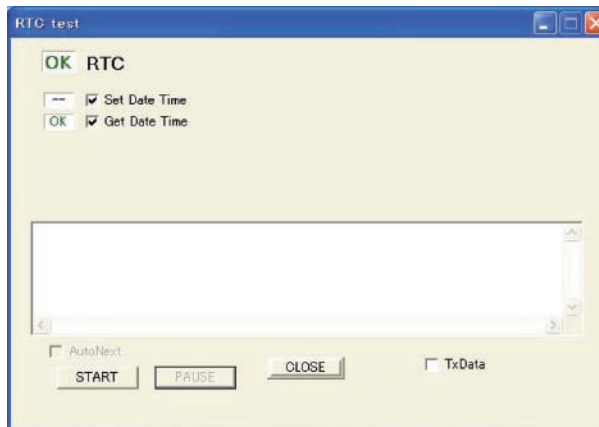 RTC test
OK RTC
-- Set Date Time
OK Get Date Time
AutoNext
START PAUSE CLOSE TxData